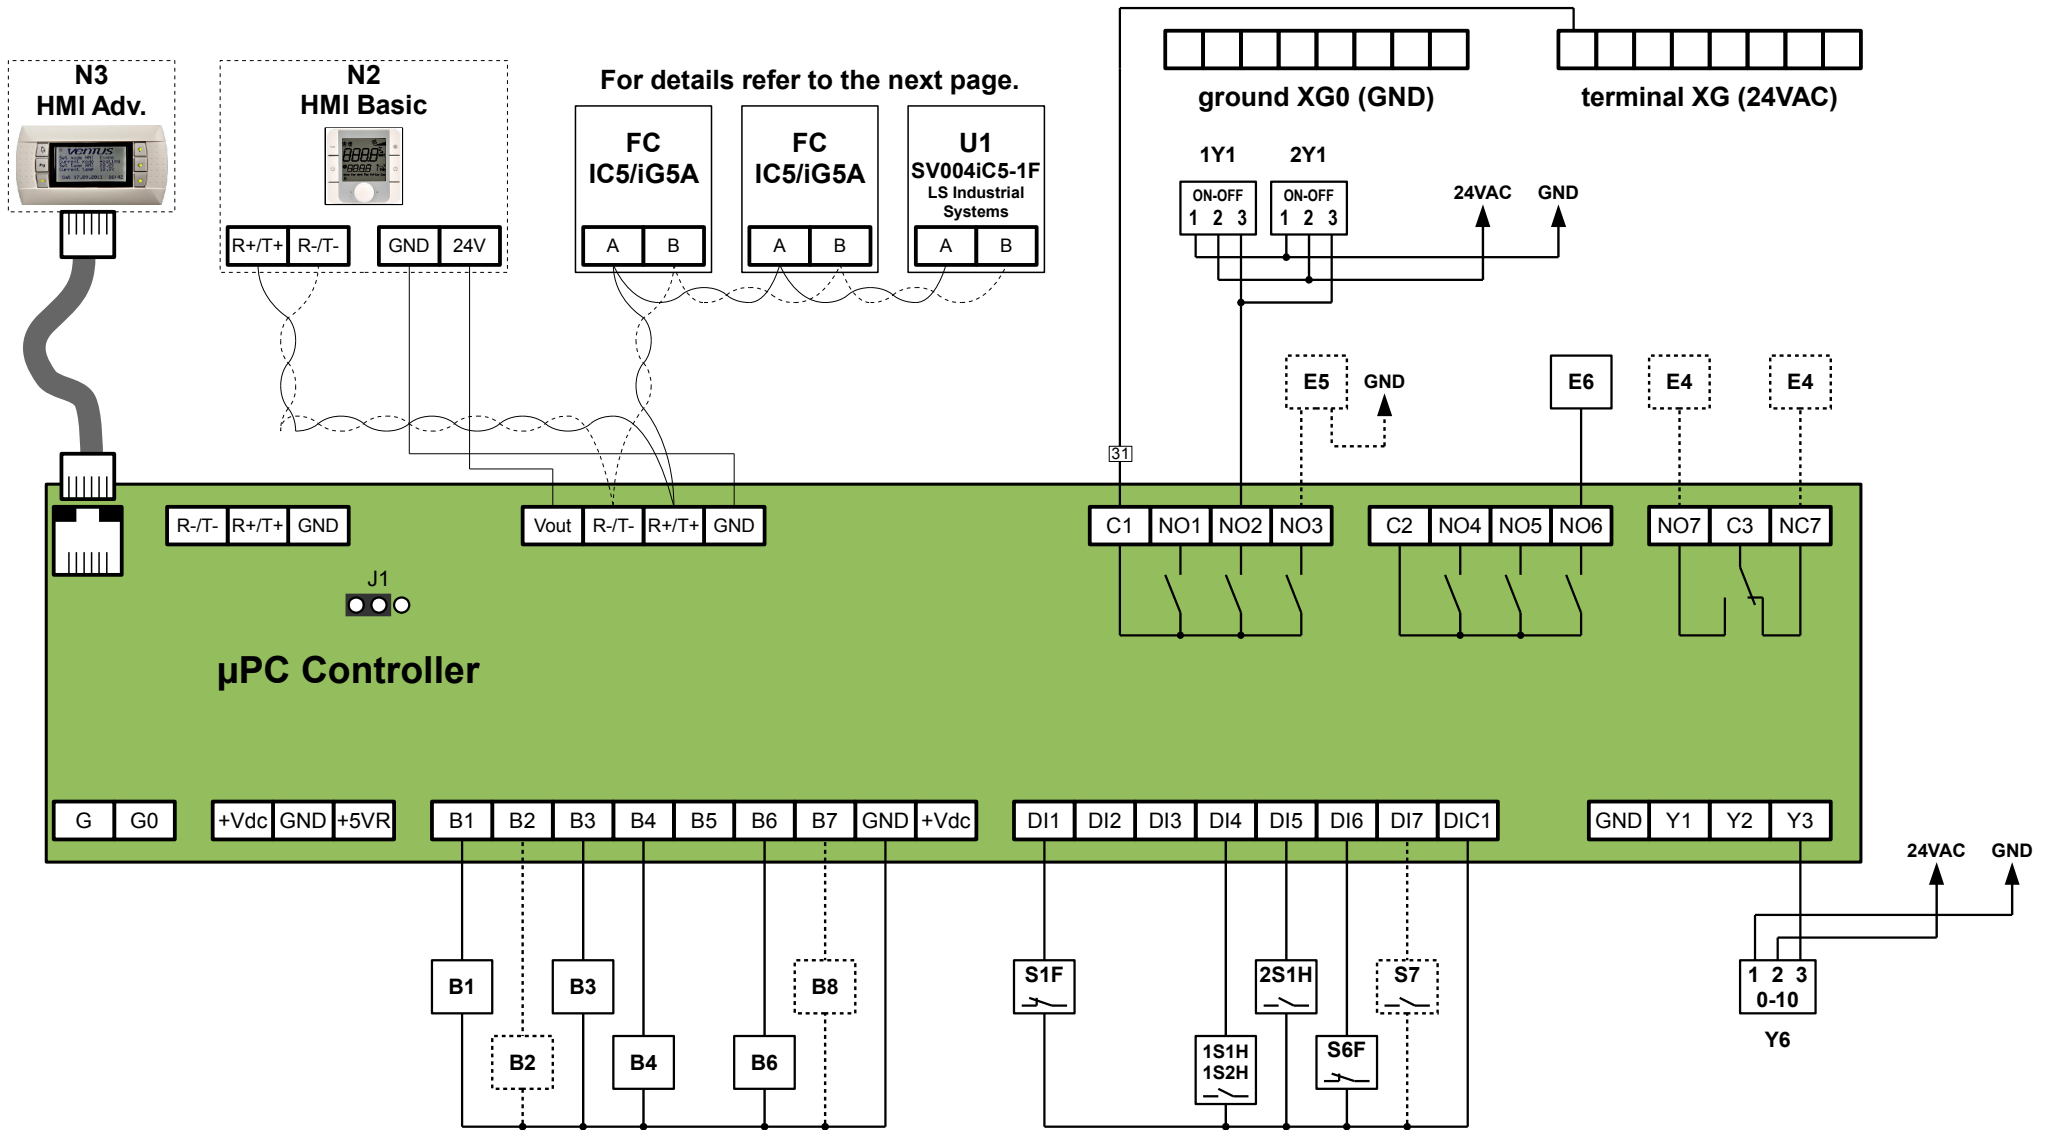 N3
HMI Adv.
VENTUS
N2
HMI Basic
R+/T+ R-/T- GND 24V
For details refer to the next page.
FC
IC5/iG5A
A B
FC
IC5/iG5A
A B
U1
SV004iC5-1F
LS Industrial
Systems
A B
ground XG0 (GND)
terminal XG (24VAC)
1Y1 2Y1
ON-OFF
1 2 3
ON-OFF
1 2 3
24VAC GND
E5 GND
E6
E4
E4
31
R-/T- R+/T+ GND
Vout R-/T- R+/T+ GND
C1 NO1 NO2 NO3
C2 NO4 NO5 NO6
NO7 C3 NC7
J1
µPC Controller
G G0
+Vdc GND +5VR
B1 B2 B3 B4 B5 B6 B7 GND +Vdc
DI1 DI2 DI3 DI4 DI5 DI6 DI7 DIC1
GND Y1 Y2 Y3
24VAC GND
B1
B3
B8
B2
B4
B6
S1F
2S1H
S7
1S1H
1S2H
S6F
1 2 3
0-10
Y6